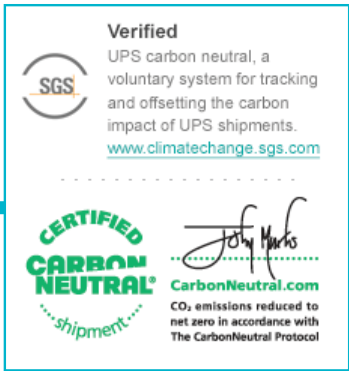 Verified
UPS carbon neutral, a
voluntary system for tracking
and offsetting the carbon
impact of UPS shipments.
www.climatechange.sgs.com
SGS
CERTIFIED
CARBON
NEUTRAL®
shipment
CarbonNeutral.com
CO₂ emissions reduced to
net zero in accordance with
The CarbonNeutral Protocol